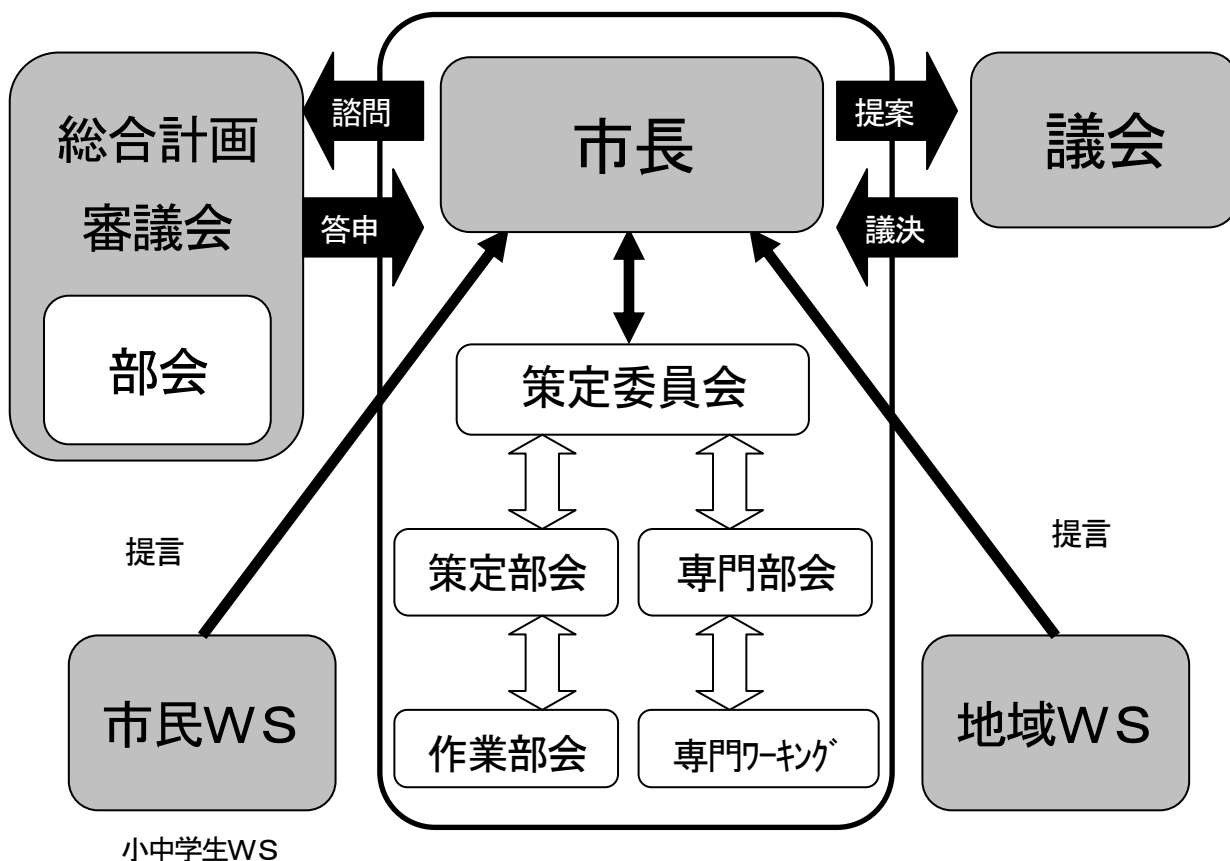 諮問
市長
提案
議会
総合計画
審議会
答申
議決
部会
策定委員会
提言
提言
策定部会
専門部会
市民WS
作業部会
専門ワーキング
地域WS
小中学生WS